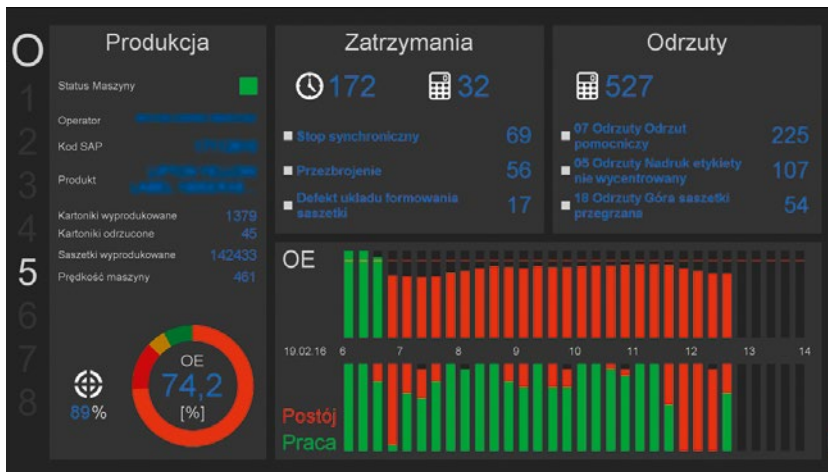 O
1
2
3
4
5
6
7
8
Produkcja
Status Maszyny
Operator
Kod SAP
Produkt
Kartoniki wyprodukowane 1379
Kartoniki odrzucone 45
Saszetki wyprodukowane 142433
Prędkość maszyny 461
89%
OE
74,2
[%]
Zatrzymania
172 32
Stop synchroniczny 69
Przezbrojenie 56
Defekt układu formowania
saszetki 17
Odrzuty
527
07 Odrzuty Odrzut
pomocniczy 225
05 Odrzuty Nadruk etykiety
nie wycentrowany 107
18 Odrzuty Góra saszetki
przegrzana 54
OE
19.02.16 6 7 8 9 10 11 12 13 14
Postój
Praca